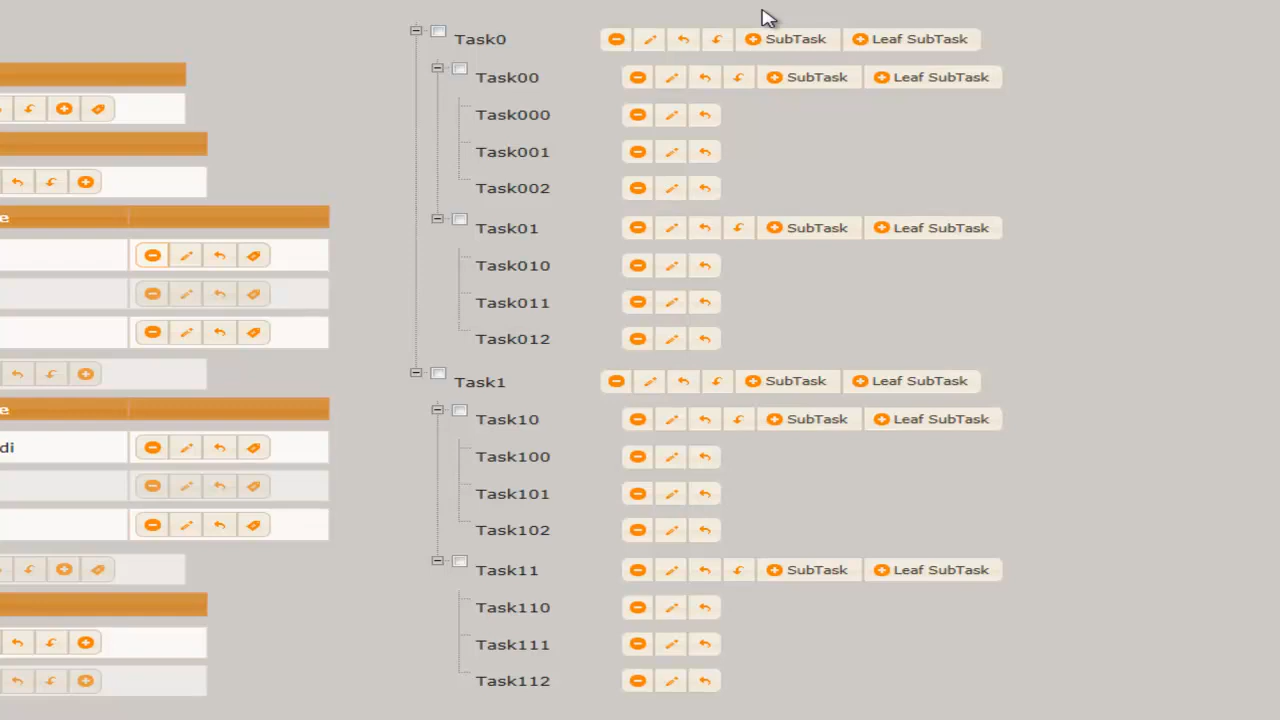 Task0 SubTask Leaf SubTask
Task00 SubTask Leaf SubTask
Task000
Task001
Task002
e
Task01 SubTask Leaf SubTask
Task010
Task011
Task012
Task1 SubTask Leaf SubTask
e
Task10 SubTask Leaf SubTask
di
Task100
Task101
Task102
Task11 SubTask Leaf SubTask
Task110
Task111
Task112